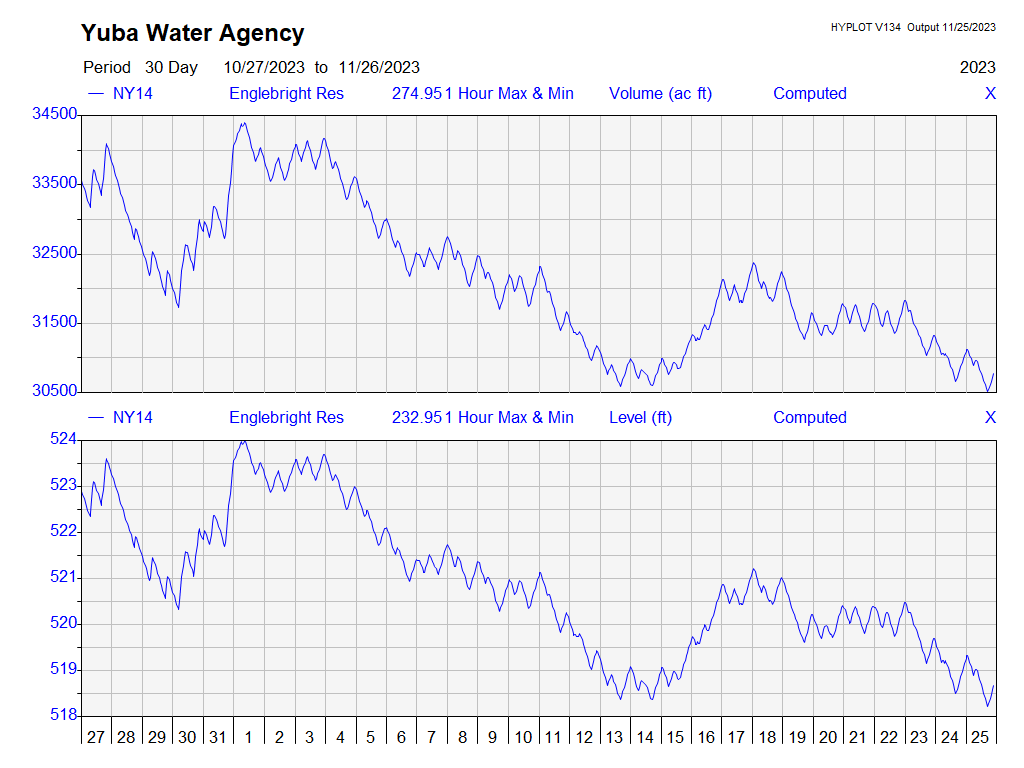 Yuba Water Agency
HYPLOT V134 Output 11/25/2023
Period 30 Day 10/27/2023 to 11/26/2023 2023
NY14 Englebright Res 274.951 Hour Max & Min Volume (ac ft) Computed X
34500
33500
32500
31500
30500
NY14 Englebright Res 232.951 Hour Max & Min Level (ft) Computed X
524
523
522
521
520
519
518
27 28 29 30 31 1 2 3 4 5 6 7 8 9 10 11 12 13 14 15 16 17 18 19 20 21 22 23 24 25